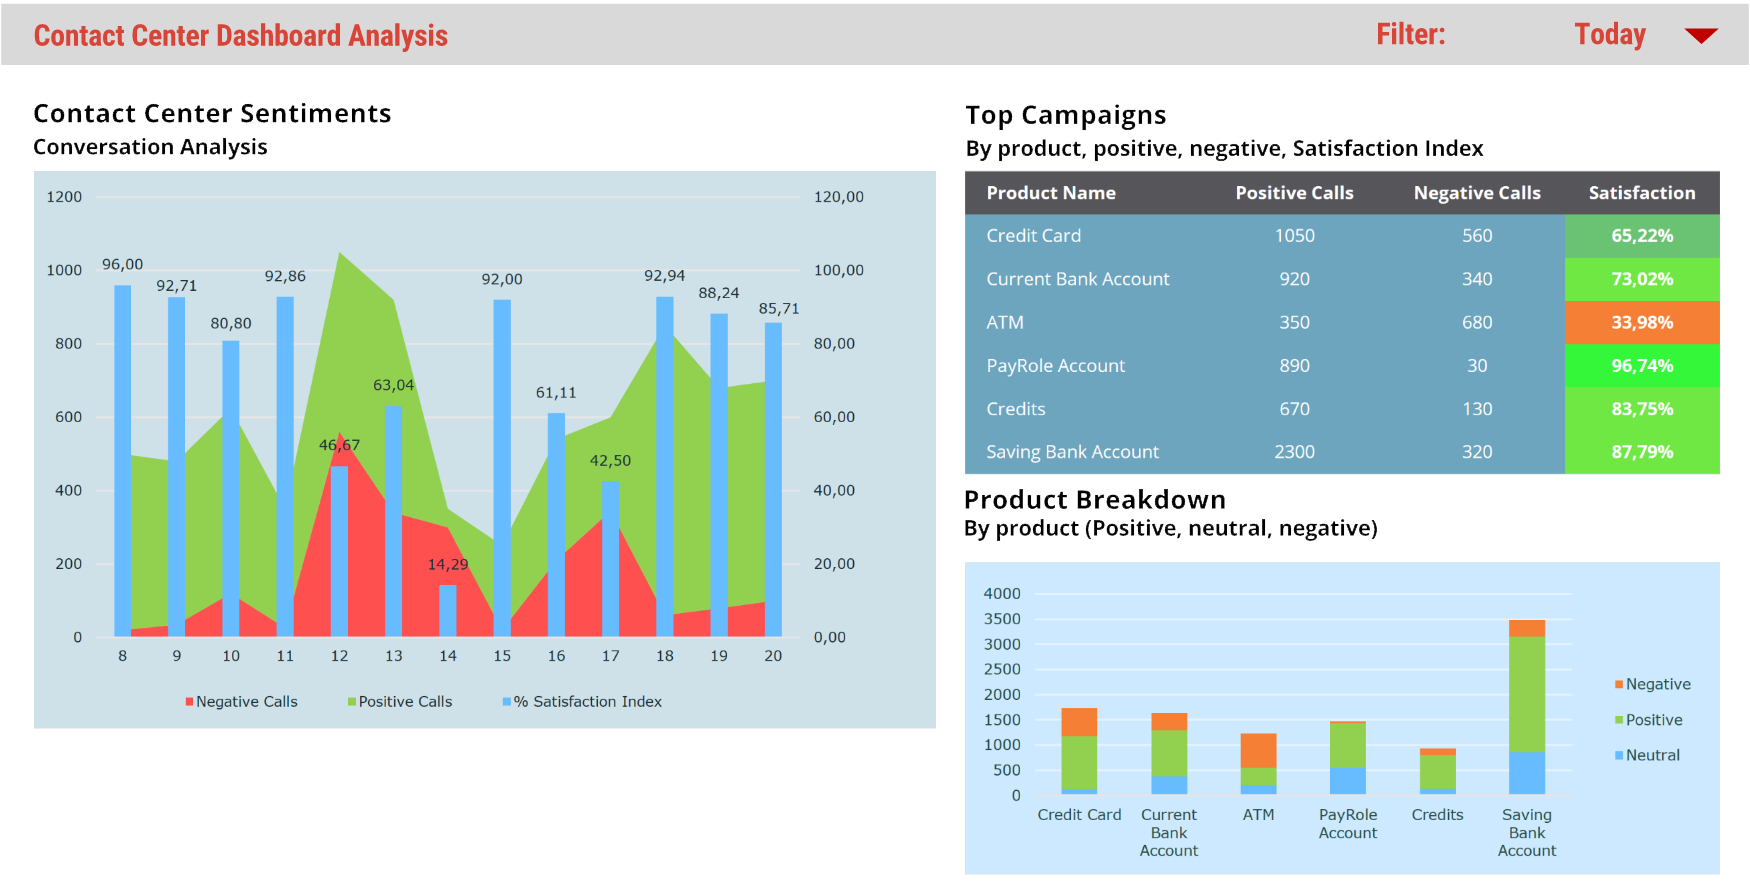 Contact Center Dashboard Analysis
Filter: Today
Contact Center Sentiments
Conversation Analysis
1200 120,00
1000 100,00
800 80,00
600 60,00
400 40,00
200 20,00
0 0,00
96,00
92,71
80,80
92,86
46,67
63,04
14,29
92,00
61,11
42,50
92,94
88,24
85,71
8 9 10 11 12 13 14 15 16 17 18 19 20
Negative Calls Positive Calls % Satisfaction Index
Top Campaigns
By product, positive, negative, Satisfaction Index
Product Name Positive Calls Negative Calls Satisfaction
Credit Card 1050 560 65,22%
Current Bank Account 920 340 73,02%
ATM 350 680 33,98%
PayRole Account 890 30 96,74%
Credits 670 130 83,75%
Saving Bank Account 2300 320 87,79%
Product Breakdown
By product (Positive, neutral, negative)
4000
3500
3000
2500
2000
1500
1000
500
0
Credit Card
Current
Bank
Account
ATM
PayRole
Account
Credits
Saving
Bank
Account
Negative
Positive
Neutral